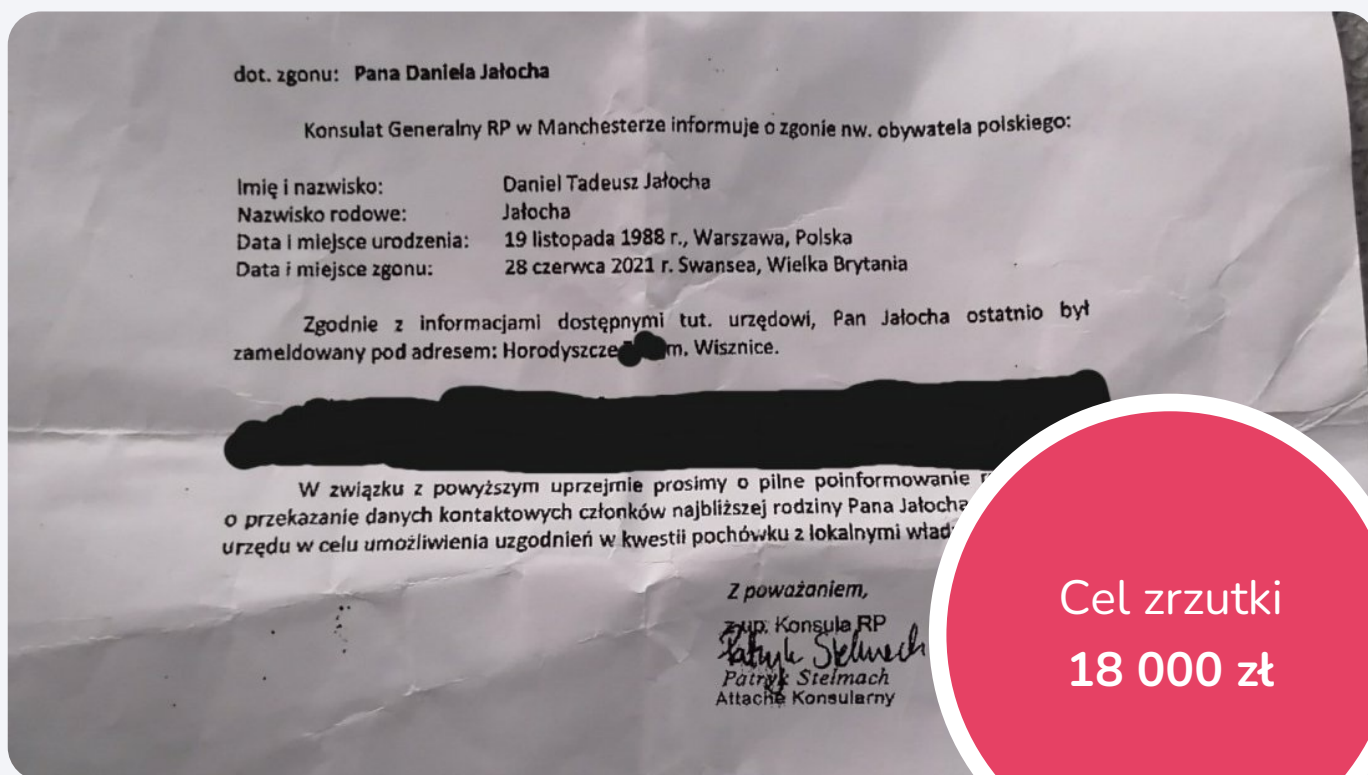 dot. zgonu: Pana Daniela Jałocha
Konsulat Generalny RP w Manchesterze informuje o zgonie nw. obywatela polskiego:
Imię i nazwisko: Daniel Tadeusz Jałocha
Nazwisko rodowe: Jałocha
Data i miejsce urodzenia: 19 listopada 1988 r., Warszawa, Polska
Data i miejsce zgonu: 28 czerwca 2021 r. Swansea, Wielka Brytania
Zgodnie z informacjami dostępnymi tut. urzędowi, Pan Jałocha ostatnio był
zameldowany pod adresem: Horodyszcze m. Wisznice.
W związku z powyższym uprzejmie prosimy o pilne poinformowanie
o przekazanie danych kontaktowych członków najbliższej rodziny Pana Jałocha
urzędu w celu umożliwienia uzgodnień w kwestii pochówku z lokalnymi
Z poważaniem,
z up. Konsula RP
Patryk Stelmach
Patryk Stelmach
Attaché Konsularny
Cel zrzutki
18 000 zł